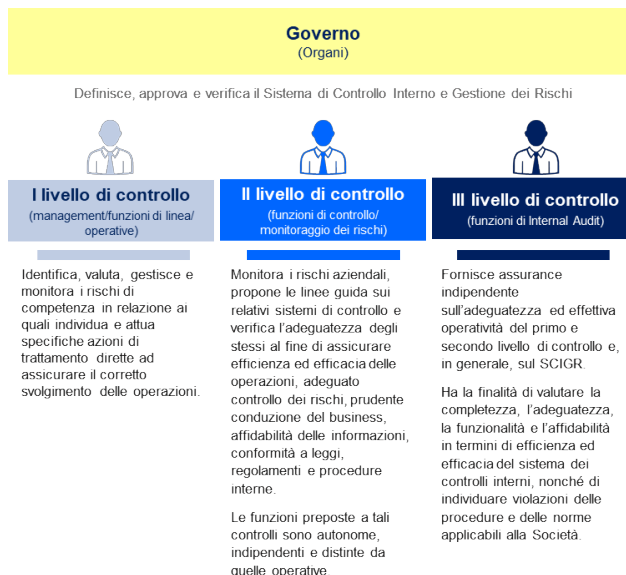 Governo
(Organi)
Definisce, approva e verifica il Sistema di Controllo Interno e Gestione dei Rischi
I livello di controllo
(management/funzioni di linea/
operative)
Identifica, valuta, gestisce e
monitora i rischi di
competenza in relazione ai
quali individua e attua
specifiche azioni di
trattamento dirette ad
assicurare il corretto
svolgimento delle operazioni.
II livello di controllo
(funzioni di controllo/
monitoraggio dei rischi)
Monitora i rischi aziendali,
propone le linee guida sui
relativi sistemi di controllo e
verifica l'adeguatezza degli
stessi al fine di assicurare
efficienza ed efficacia delle
operazioni, adeguato
controllo dei rischi, prudente
conduzione del business,
affidabilità delle informazioni,
conformità a leggi,
regolamenti e procedure
interne.
Le funzioni preposte a tali
controlli sono autonome,
indipendenti e distinte da
quelle operative.
III livello di controllo
(funzioni di Internal Audit)
Fornisce assurance
indipendente
sull'adeguatezza ed effettiva
operatività del primo e
secondo livello di controllo e,
in generale, sul SCIGR.
Ha la finalità di valutare la
completezza, l'adeguatezza,
la funzionalità e l'affidabilità
in termini di efficienza ed
efficacia del sistema dei
controlli interni, nonché di
individuare violazioni delle
procedure e delle norme
applicabili alla Società.